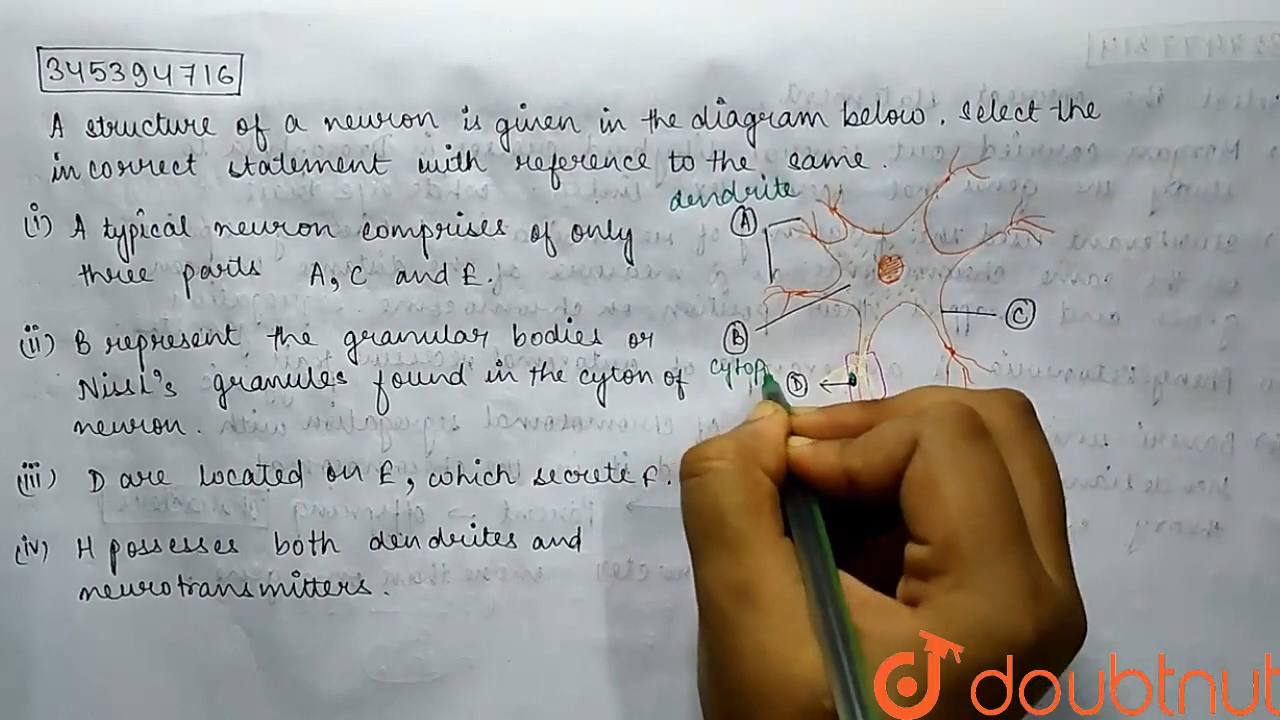 345394716
A structure of a neuron is given in the diagram below. Select the
incorrect statement with reference to the same.
(i) A typical neuron comprises of only
three parts A, C and E.
(ii) B represent the granular bodies or
Nissl's granules found in the cyton of
neuron.
(iii) D are located on E, which secrete F.
(iv) H possesses both dendrites and
neurotransmitters.
dendrite
A
B
cytop
C
D
doubtnut